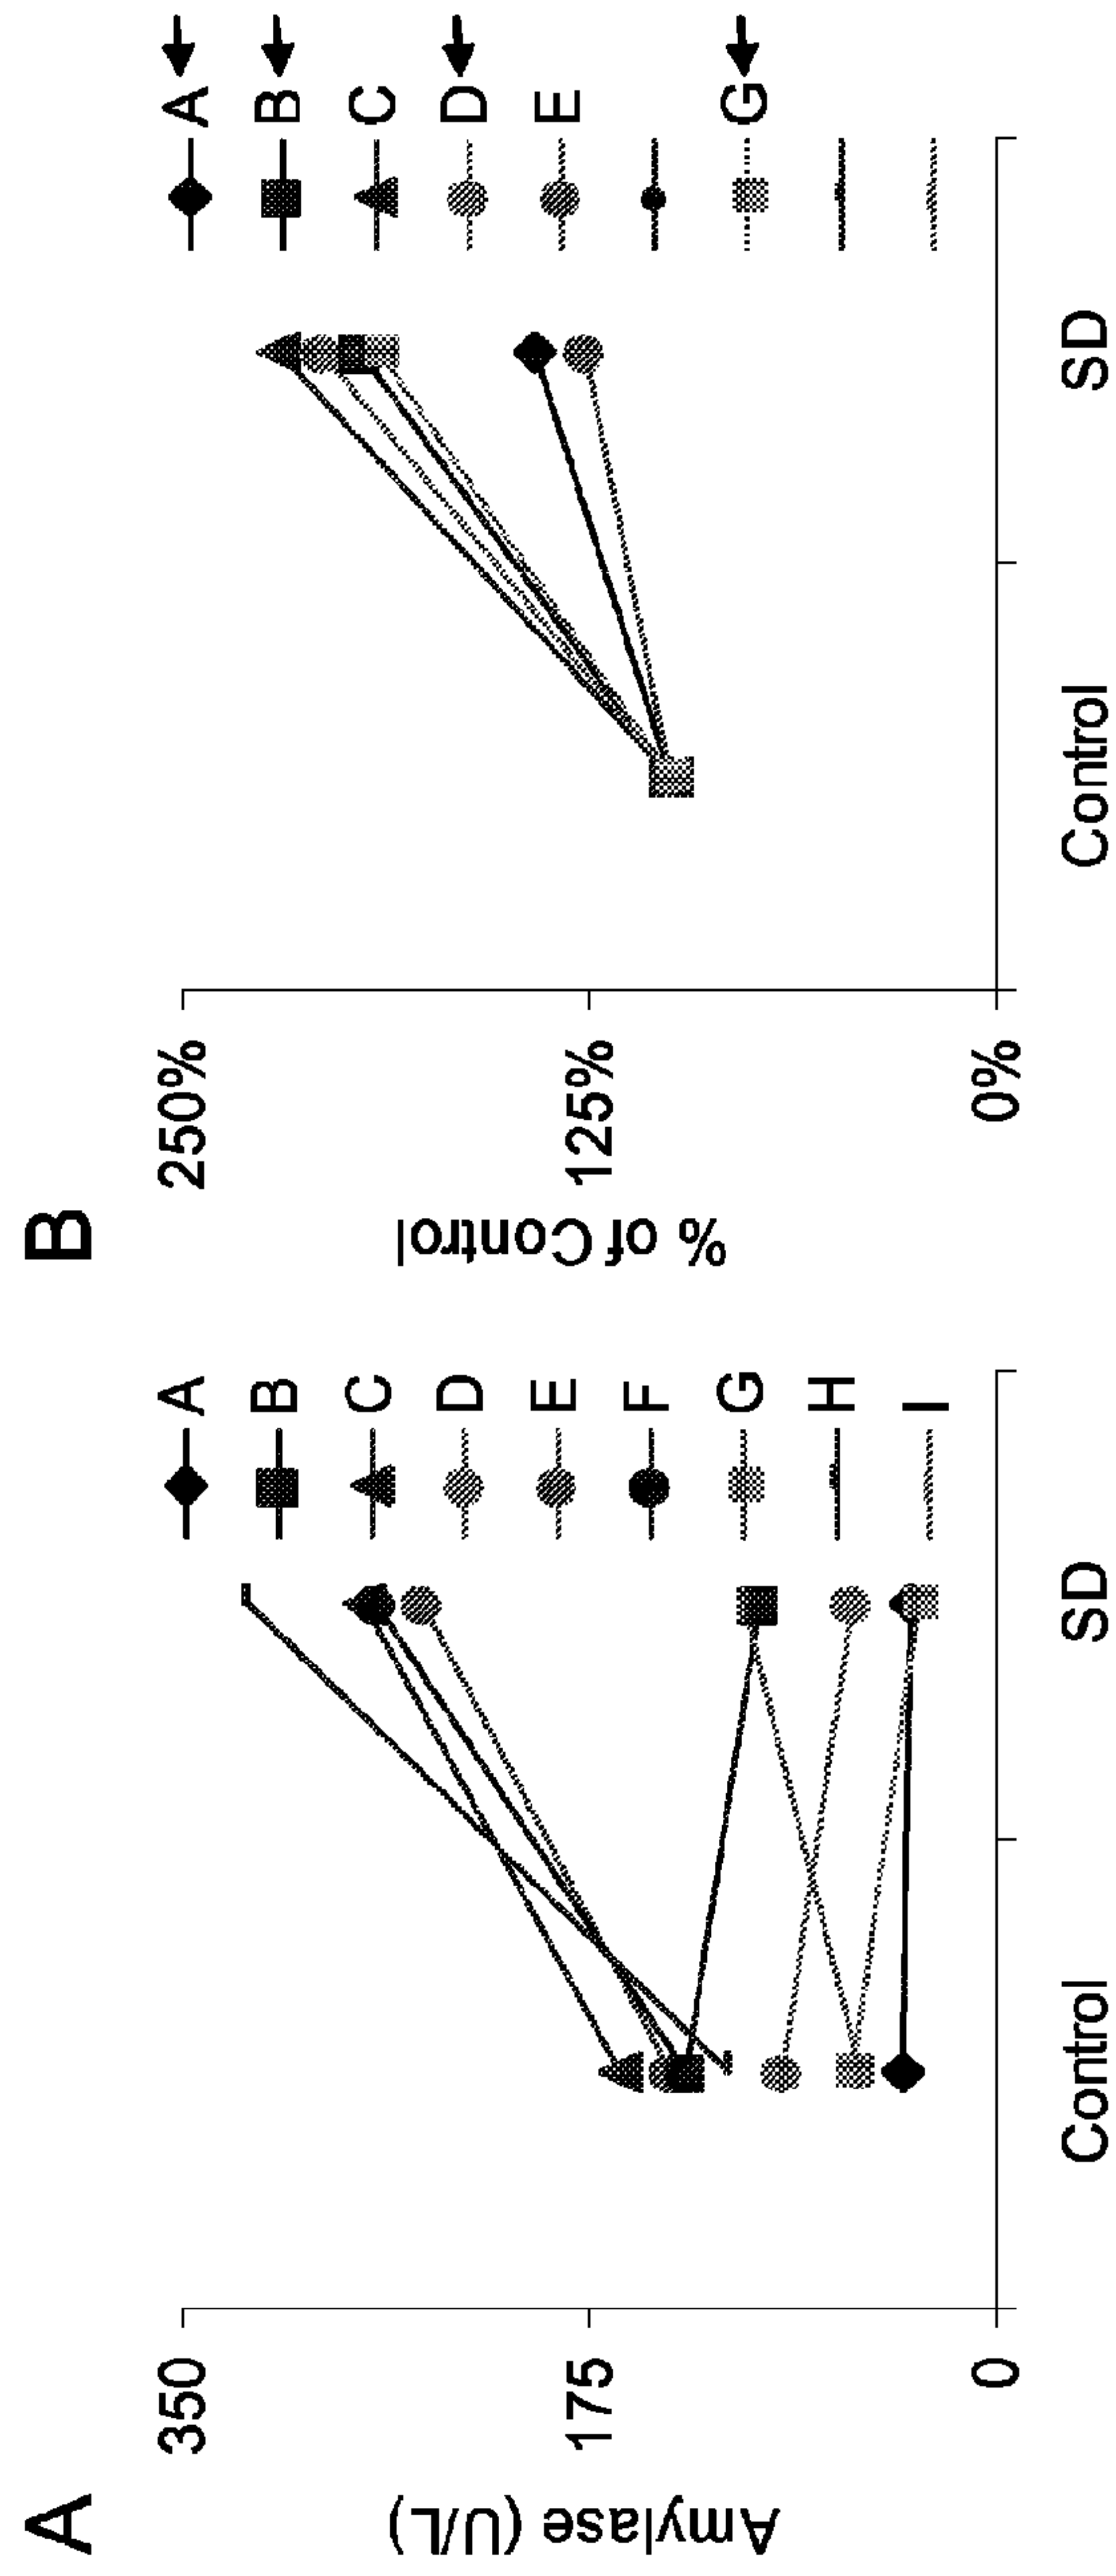 A
Amylase (U/L)
350
175
0
Control
SD
A
B
C
D
E
F
G
H
I
B
% of Control
250%
125%
0%
Control
SD
A
B
C
D
E
G